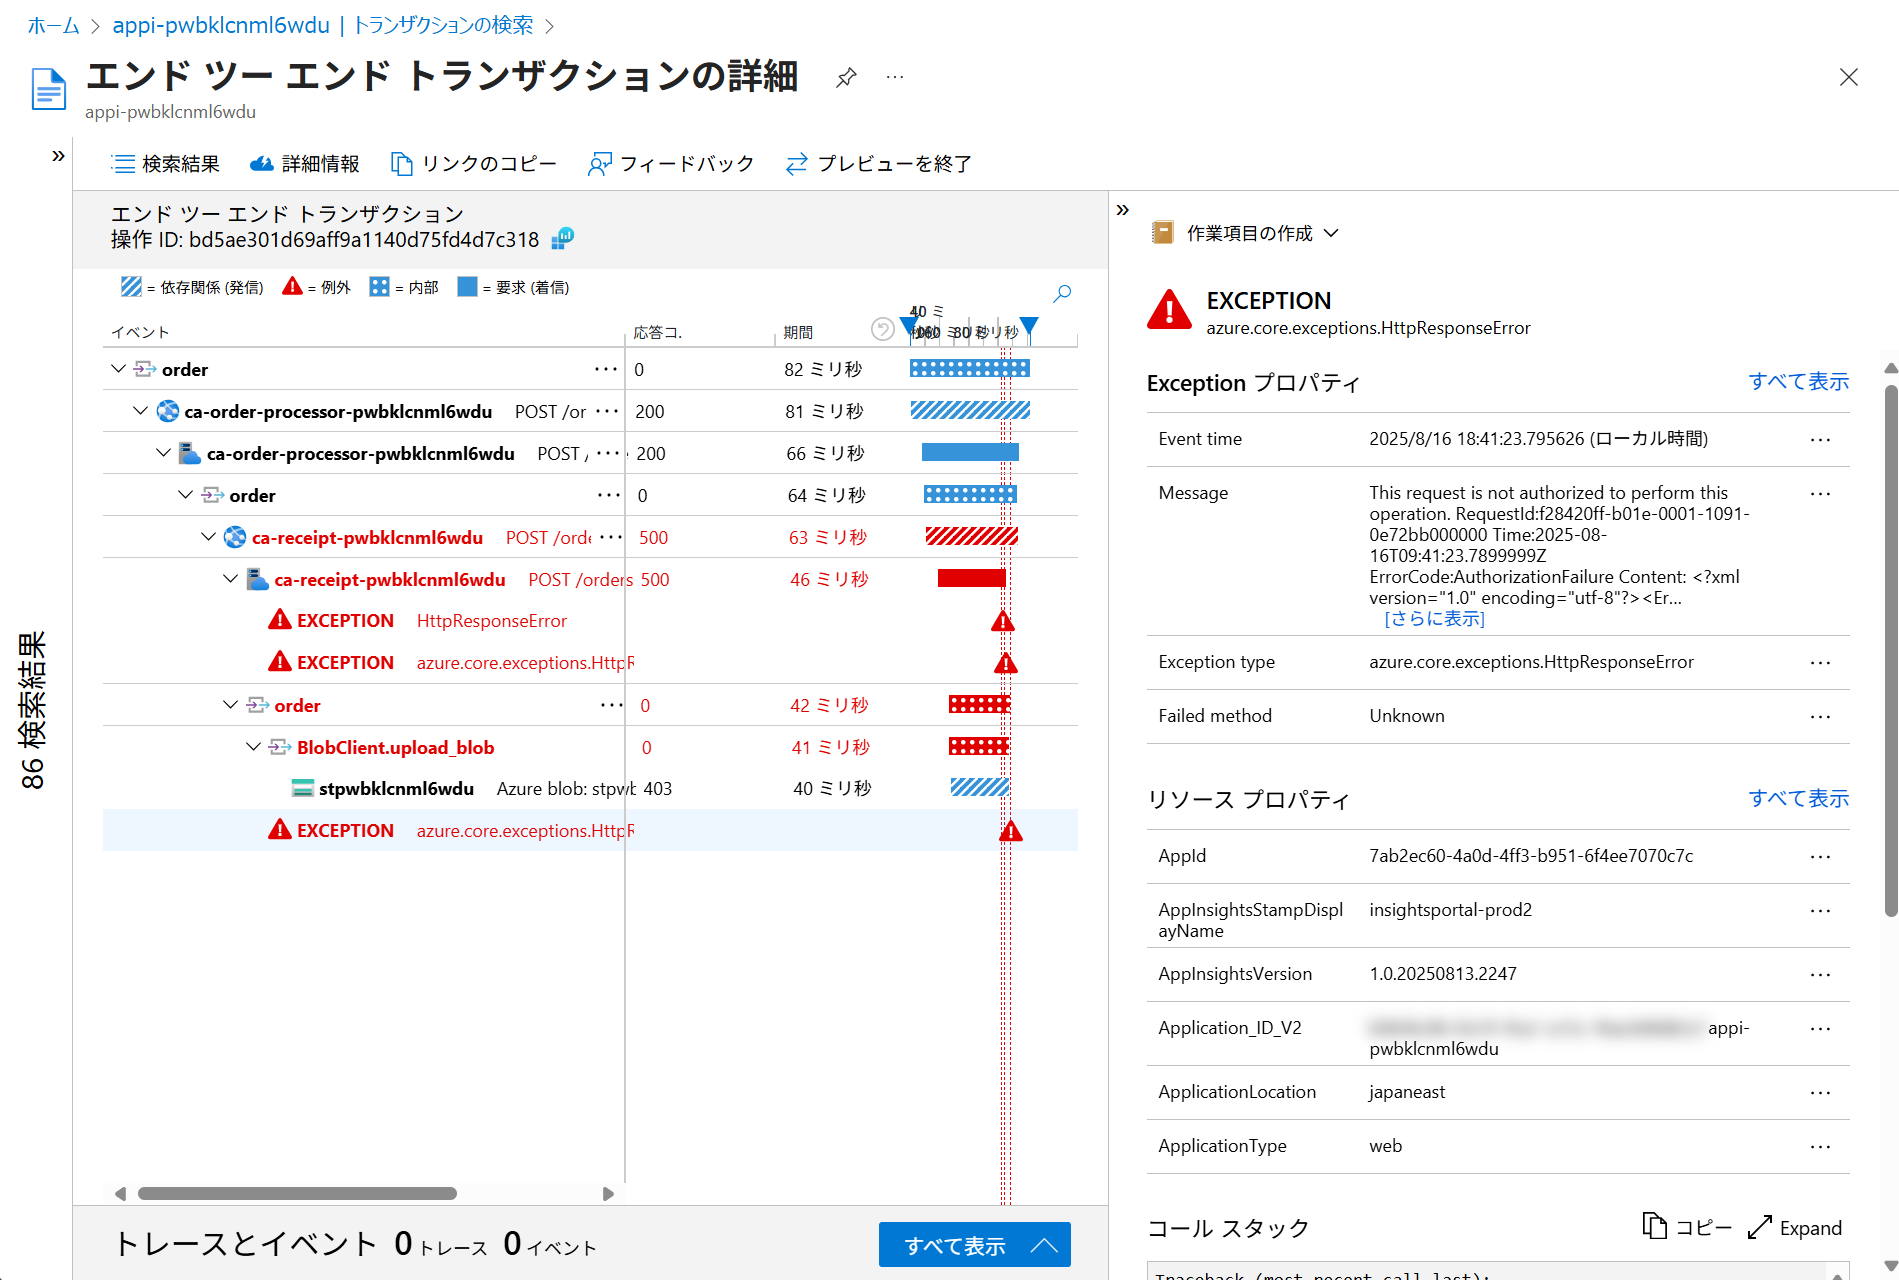 ホーム > appi-pwbklcnml6wdu | トランザクションの検索 >
エンド ツー エンド トランザクションの詳細 ...
appi-pwbklcnml6wdu
検索結果 詳細情報 リンクのコピー フィードバック プレビューを終了
86 検索結果
エンド ツー エンド トランザクション
操作 ID: bd5ae301d69aff9a1140d75fd4d7c318
= 依存関係 (発信) = 例外 = 内部 = 要求 (着信)
40 ミ
イベント 応答コ. 期間
order ... 0 82 ミリ秒
ca-order-processor-pwbklcnml6wdu POST /or ... 200 81 ミリ秒
ca-order-processor-pwbklcnml6wdu POST / ... 200 66 ミリ秒
order ... 0 64 ミリ秒
ca-receipt-pwbklcnml6wdu POST /orde ... 500 63 ミリ秒
ca-receipt-pwbklcnml6wdu POST /orders 500 46 ミリ秒
EXCEPTION HttpResponseError
EXCEPTION azure.core.exceptions.HttpR
order ... 0 42 ミリ秒
BlobClient.upload_blob 0 41 ミリ秒
stpwbklcnml6wdu Azure blob: stpwb 403 40 ミリ秒
EXCEPTION azure.core.exceptions.HttpR
トレースとイベント 0 トレース 0 イベント
すべて表示
作業項目の作成
EXCEPTION
azure.core.exceptions.HttpResponseError
Exception プロパティ すべて表示
Event time 2025/8/16 18:41:23.795626 (ローカル時間) ...
Message This request is not authorized to perform this ...
operation. RequestId:f28420ff-b01e-0001-1091-
0e72bb000000 Time:2025-08-
16T09:41:23.7899999Z
ErrorCode:AuthorizationFailure Content: <?xml
version="1.0" encoding="utf-8"?><Er...
[さらに表示]
Exception type azure.core.exceptions.HttpResponseError ...
Failed method Unknown ...
リソース プロパティ すべて表示
AppId 7ab2ec60-4a0d-4ff3-b951-6f4ee7070c7c ...
AppInsightsStampDispl insightsportal-prod2 ...
ayName
AppInsightsVersion 1.0.20250813.2247 ...
Application_ID_V2 appi- ...
pwbklcnml6wdu
ApplicationLocation japaneast ...
ApplicationType web ...
コール スタック コピー Expand
Traceback (most recent call last):